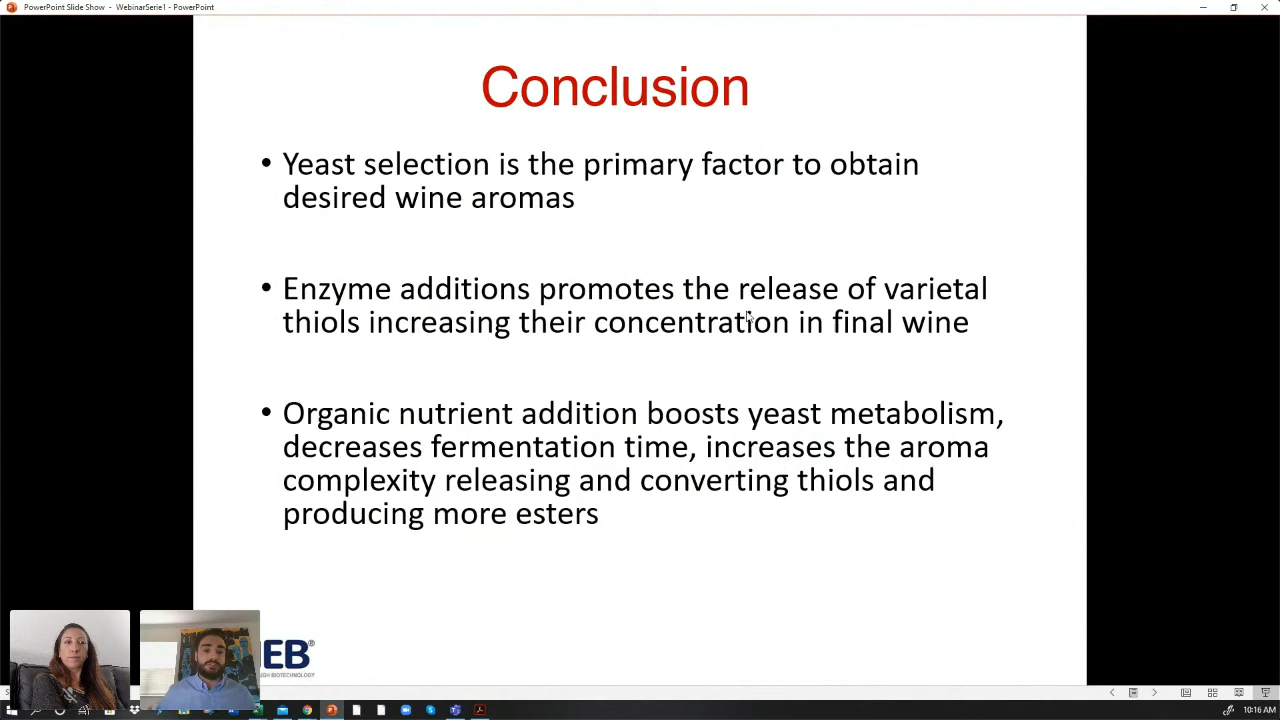 PowerPoint Slide Show - WebinarSerie1 - PowerPoint
Conclusion
• Yeast selection is the primary factor to obtain
desired wine aromas
• Enzyme additions promotes the release of varietal
thiols increasing their concentration in final wine
• Organic nutrient addition boosts yeast metabolism,
decreases fermentation time, increases the aroma
complexity releasing and converting thiols and
producing more esters
EB®
BIOTECHNOLOGY
10:16 AM